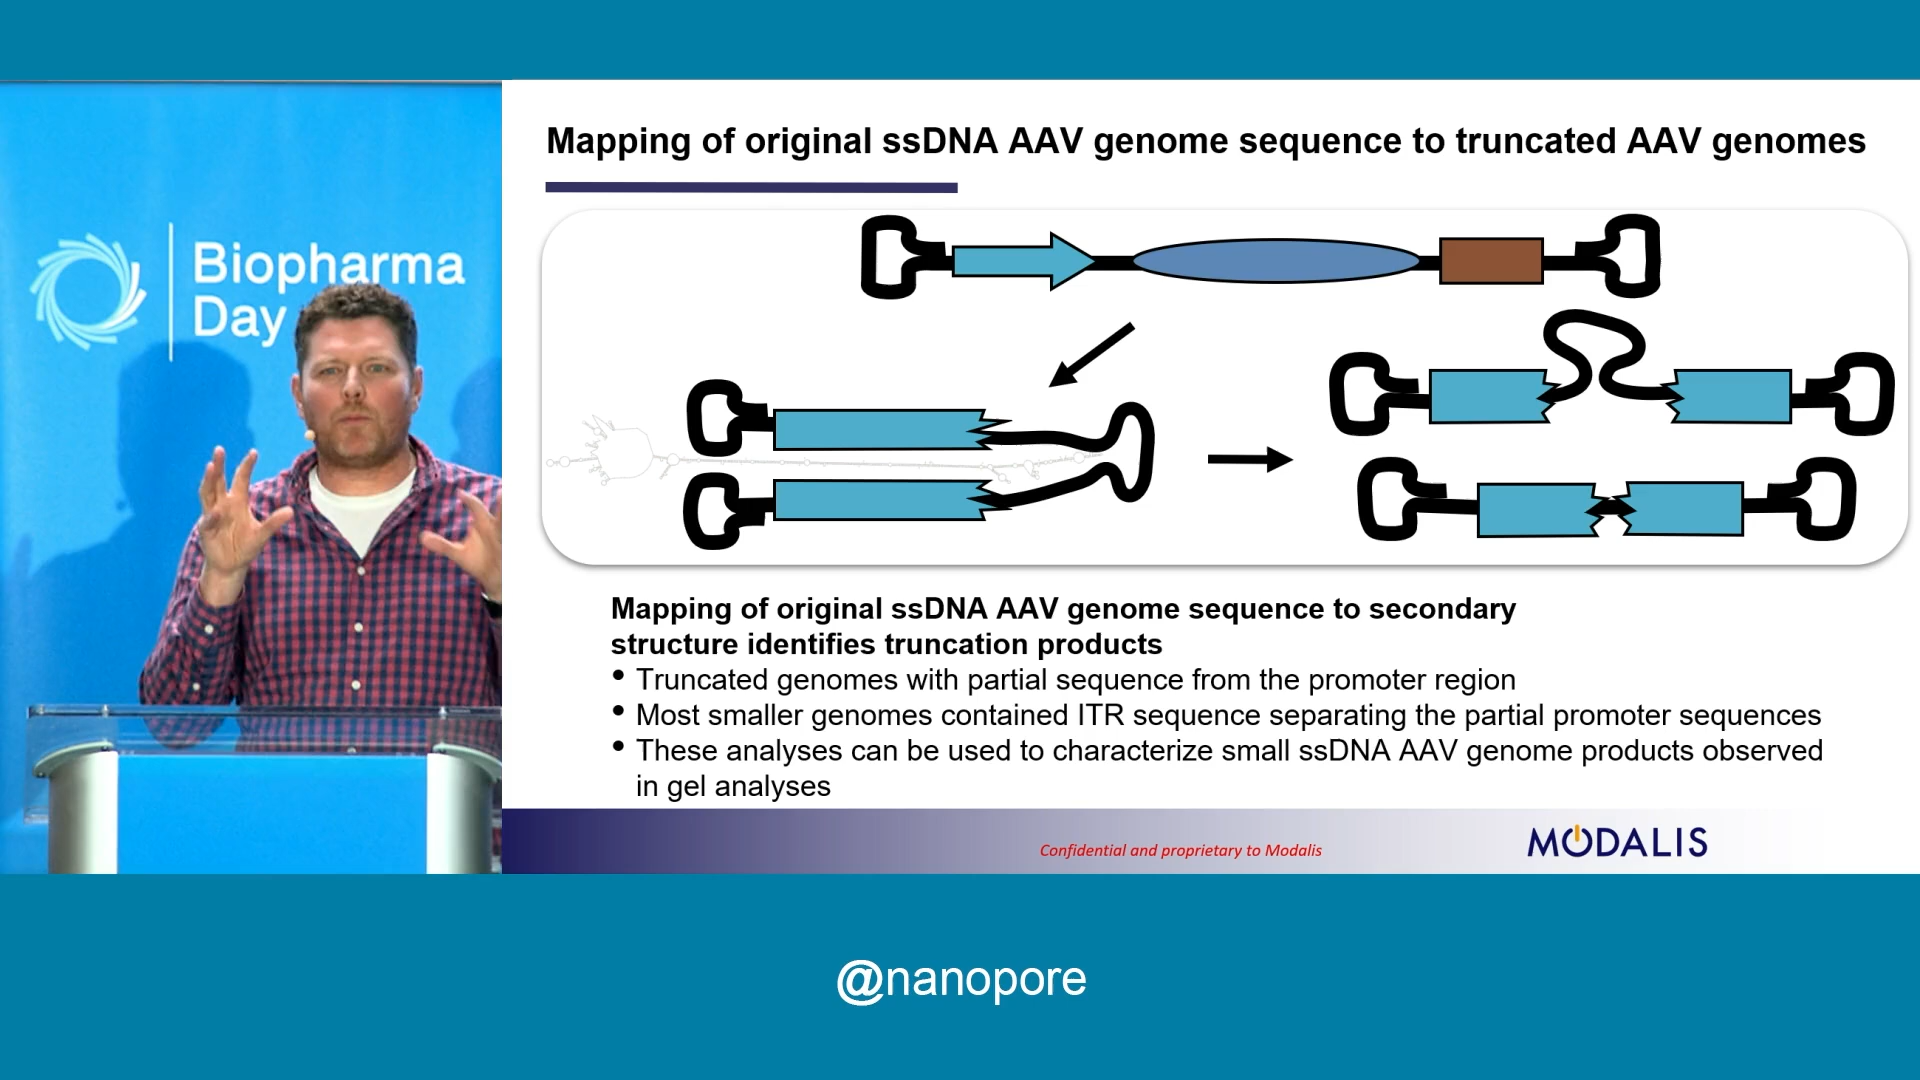 Biopharma
Day
Mapping of original ssDNA AAV genome sequence to truncated AAV genomes
Mapping of original ssDNA AAV genome sequence to secondary
structure identifies truncation products
• Truncated genomes with partial sequence from the promoter region
• Most smaller genomes contained ITR sequence separating the partial promoter sequences
• These analyses can be used to characterize small ssDNA AAV genome products observed
in gel analyses
Confidential and proprietary to Modalis
MODALIS
@nanopore